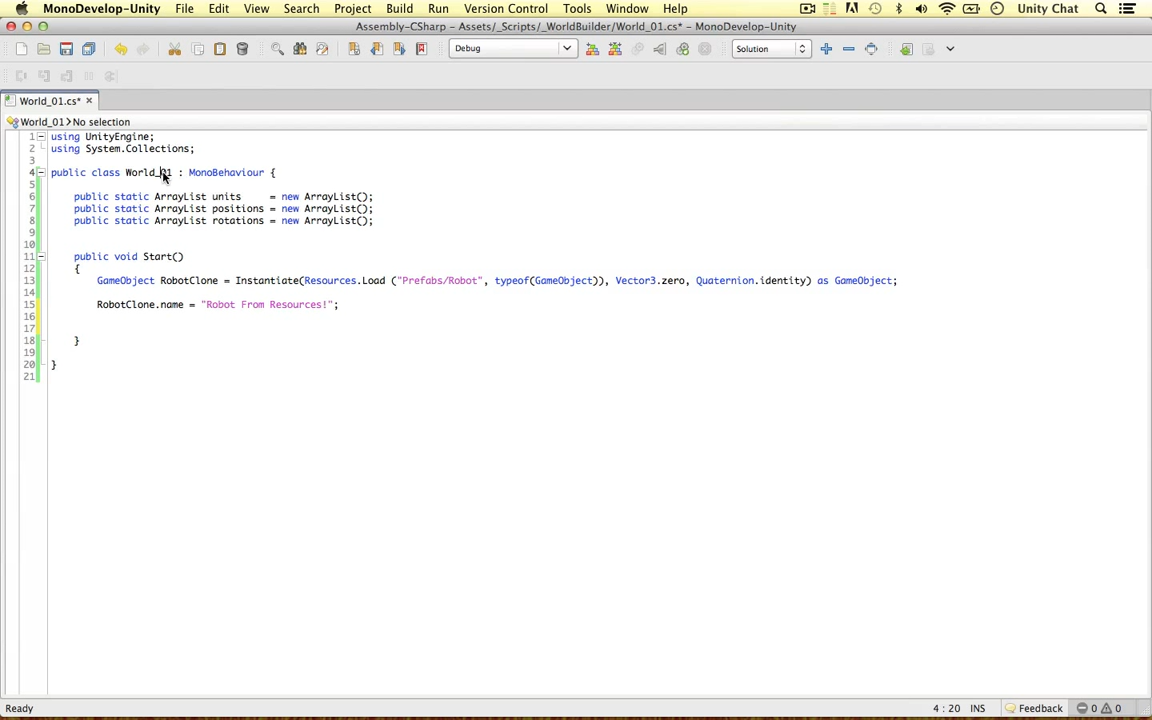 MonoDevelop-Unity File Edit View Search Project Build Run Version Control Tools Window Help Unity Chat
Assembly-CSharp - Assets/_Scripts/_WorldBuilder/World_01.cs* - MonoDevelop-Unity
Debug Solution
World_01.cs*
World_01 No selection
1 using UnityEngine;
2 using System.Collections;
3
4 public class World_01 : MonoBehaviour {
5
6 public static ArrayList units = new ArrayList();
7 public static ArrayList positions = new ArrayList();
8 public static ArrayList rotations = new ArrayList();
9
10
11 public void Start()
12 {
13 GameObject RobotClone = Instantiate(Resources.Load ("Prefabs/Robot", typeof(GameObject)), Vector3.zero, Quaternion.identity) as GameObject;
14
15 RobotClone.name = "Robot From Resources!";
16
17
18 }
19
20 }
21
Ready 4 : 20 INS Feedback 0 0